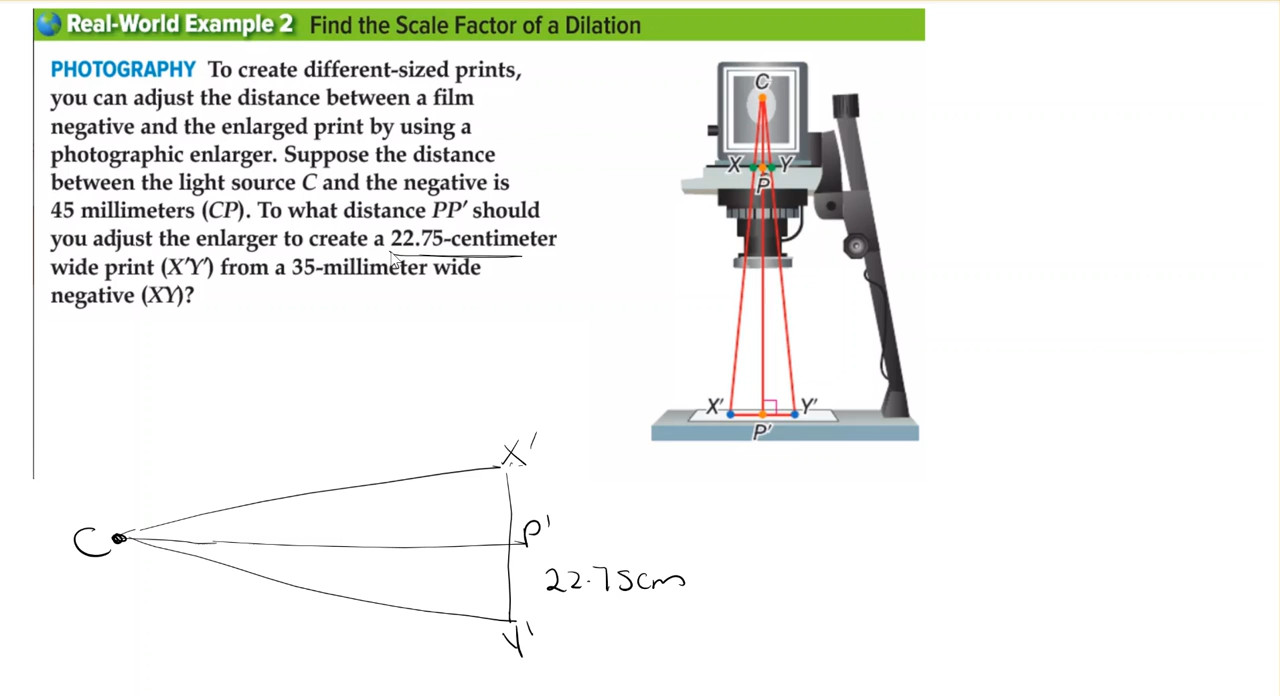 Real-World Example 2 Find the Scale Factor of a Dilation
PHOTOGRAPHY To create different-sized prints,
you can adjust the distance between a film
negative and the enlarged print by using a
photographic enlarger. Suppose the distance
between the light source C and the negative is
45 millimeters (CP). To what distance PP′ should
you adjust the enlarger to create a 22.75-centimeter
wide print (X′Y′) from a 35-millimeter wide
negative (XY)?
C
X Y
P
X′ Y′
P′
X'
C
P'
22.75cm
Y'